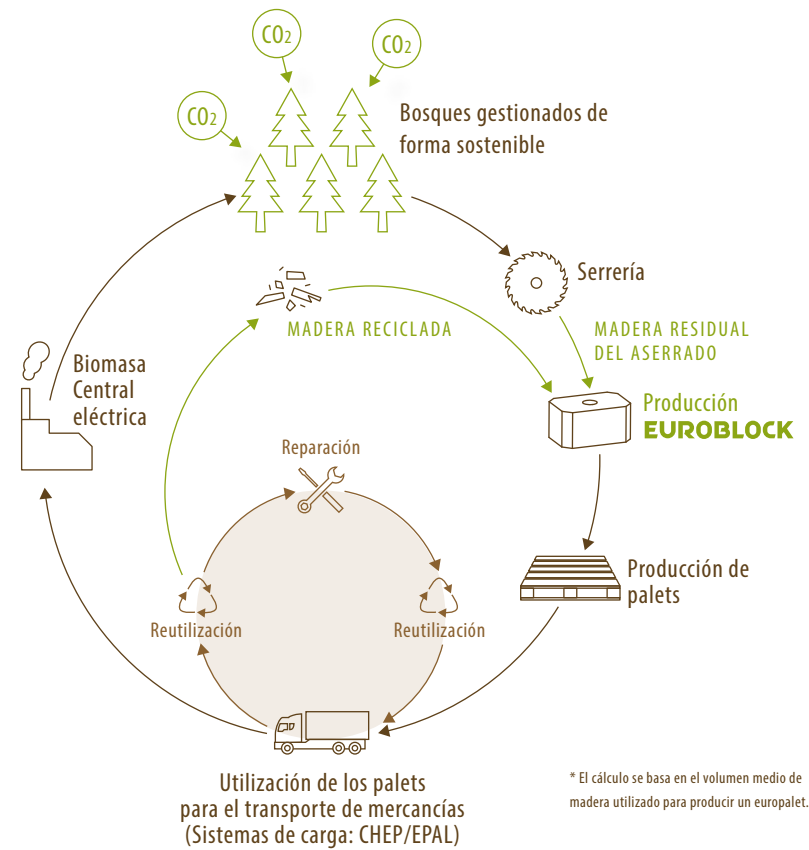 CO2
CO2
CO2
Bosques gestionados de
forma sostenible
Serrería
MADERA RECICLADA
MADERA RESIDUAL
DEL ASERRADO
Biomasa
Central
eléctrica
Producción
EUROBLOCK
Reparación
Producción de
palets
Reutilización
Reutilización
Utilización de los palets
para el transporte de mercancías
(Sistemas de carga: CHEP/EPAL)
* El cálculo se basa en el volumen medio de
madera utilizado para producir un europalet.